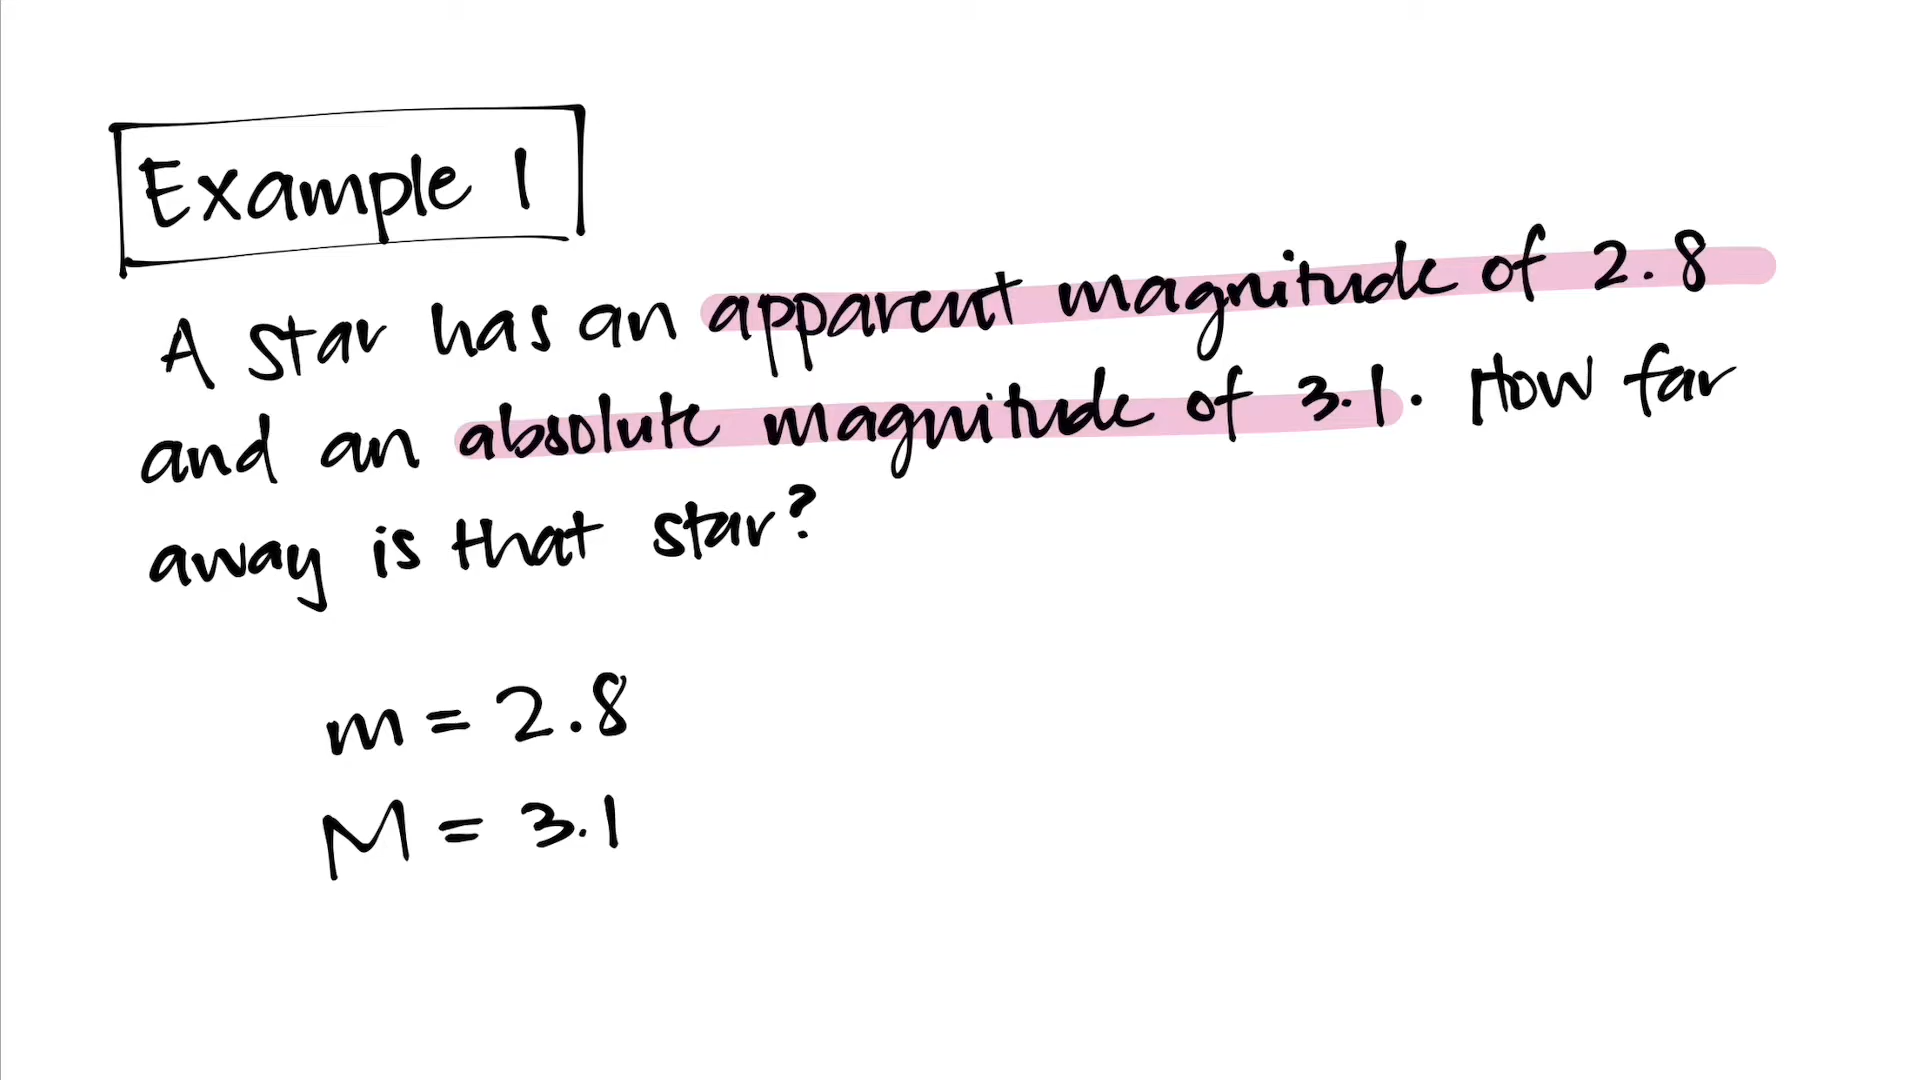 Example 1
A star has an apparent magnitude of 2.8
and an absolute magnitude of 3.1. How far
away is that star?
m = 2.8
M = 3.1